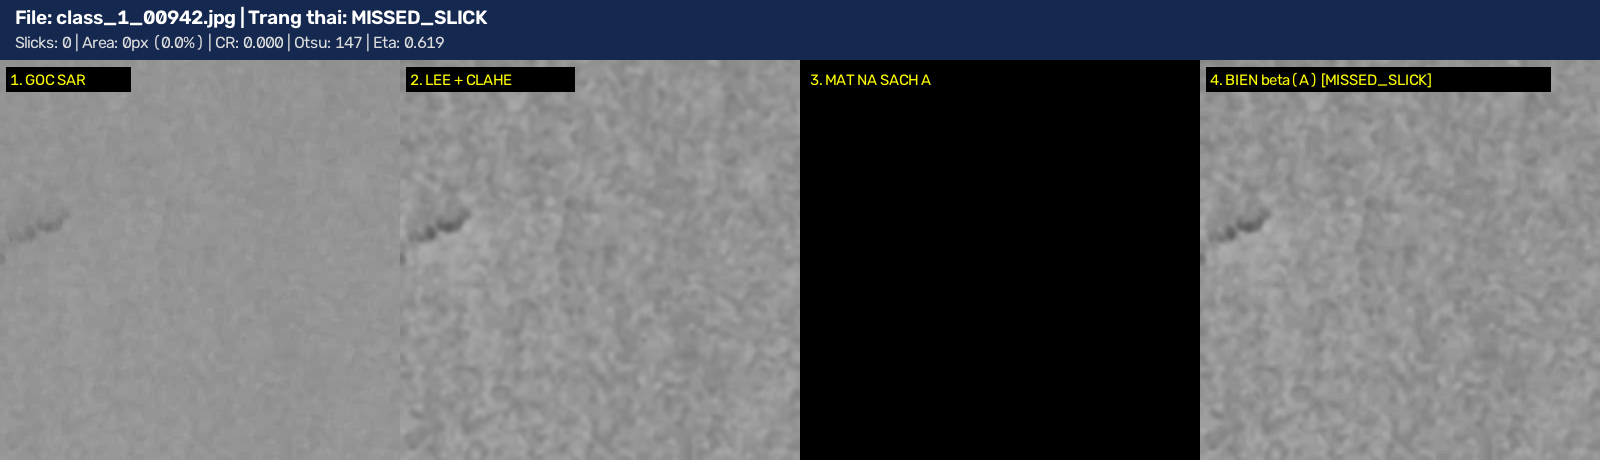 File: class_1_00942.jpg | Trang thai: MISSED_SLICK
Slicks: 0 | Area: 0px (0.0%) | CR: 0.000 | Otsu: 147 | Eta: 0.619
1. GOC SAR
2. LEE + CLAHE
3. MAT NA SACH A
4. BIEN beta(A) [MISSED_SLICK]